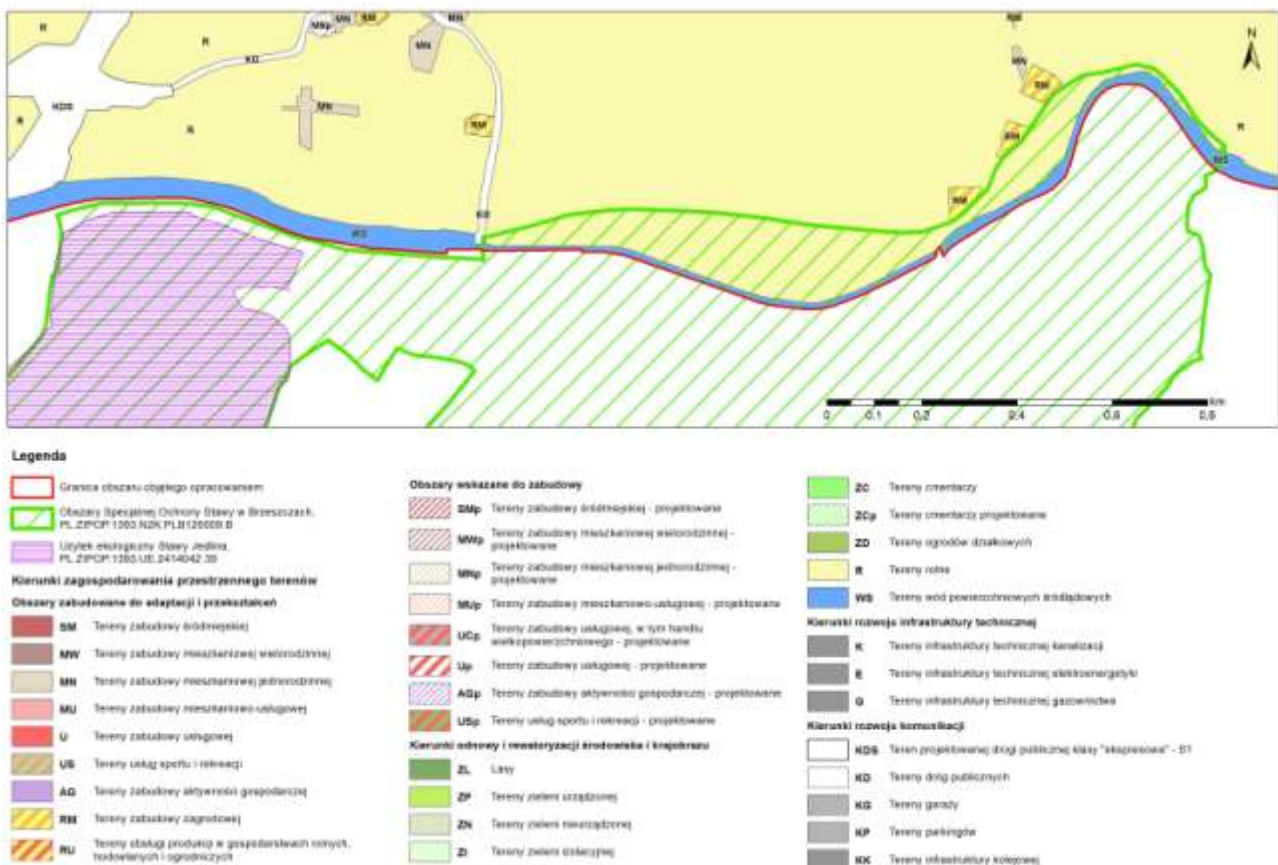 R
R
MNp
MN
RM
MN
KD
MN
KDS
R
R
MN
RM
KD
WS
RM
MN
RM
RM
RM
N
R
WS
0
0,1
0,2
0,4
0,6
0,8
km
Legenda
Granica obszaru objętego opracowaniem
Obszary Specjalnej Ochrony Stawy w Brzeszczach,
Użytek ekologiczny Stawy Jedlina,
Kierunki zagospodarowania przestrzennego terenów
Obszary zabudowane do adaptacji i przekształceń
SM Tereny zabudowy śródmiejskiej
MW Tereny zabudowy mieszkaniowej wielorodzinnej
MN Tereny zabudowy mieszkaniowej jednorodzinnej
MU Tereny zabudowy mieszkaniowo-usługowej
U Tereny zabudowy usługowej
US Tereny usług sportu i rekreacji
AG Tereny zabudowy aktywności gospodarczej
RM Tereny zabudowy zagrodowej
RU Tereny obsługi produkcji w gospodarstwach rolnych,
hodowlanych i ogrodniczych
Obszary wskazane do zabudowy
SMp Tereny zabudowy śródmiejskiej - projektowane
MWp Tereny zabudowy mieszkaniowej wielorodzinnej -
projektowane
MNp Tereny zabudowy mieszkaniowej jednorodzinnej -
projektowane
MUp Tereny zabudowy mieszkaniowo-usługowej - projektowane
UCp Tereny zabudowy usługowej, w tym handlu
wielkopowierzchniowego - projektowane
Up Tereny zabudowy usługowej - projektowane
AGp Tereny zabudowy aktywności gospodarczej - projektowane
USp Tereny usług sportu i rekreacji - projektowane
Kierunki odnowy i rewaloryzacji środowiska i krajobrazu
ZL Lasy
ZP Tereny zieleni urządzonej
ZN Tereny zieleni nieurządzonej
ZI Tereny zieleni izolacyjnej
ZC Tereny cmentarzy
ZCp Tereny cmentarzy projektowane
ZD Tereny ogrodów działkowych
R Tereny rolne
WS Tereny wód powierzchniowych śródlądowych
Kierunki rozwoju infrastruktury technicznej
K Tereny infrastruktury technicznej kanalizacji
E Tereny infrastruktury technicznej elektroenergetyki
G Tereny infrastruktury technicznej gazownictwa
Kierunki rozwoju komunikacji
KDS Teren projektowanej drogi publicznej klasy "ekspresowa" - S1
KD Tereny dróg publicznych
KG Tereny garaży
KP Tereny parkingów
KK Tereny infrastruktury kolejowej